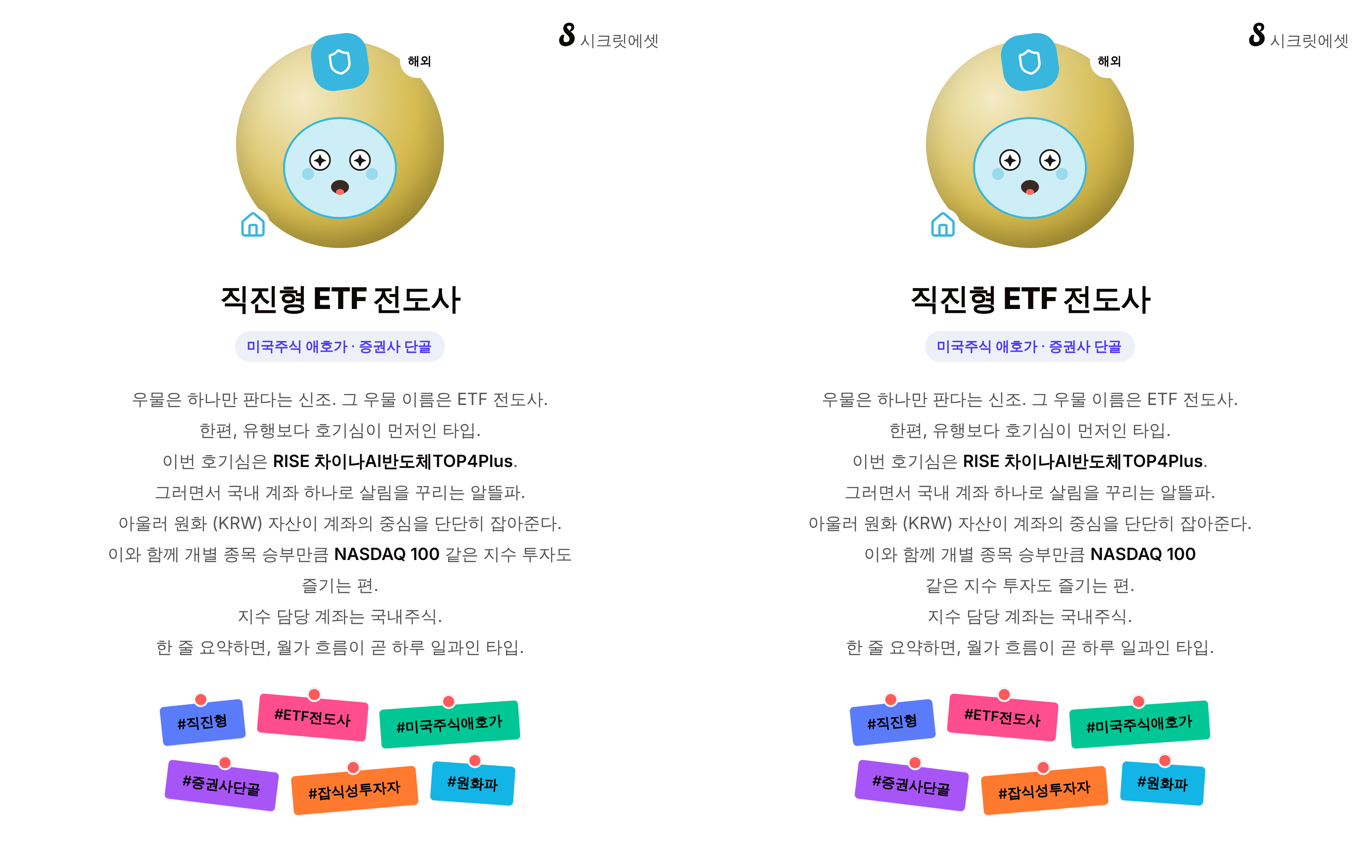 시크릿에셋
해외
직진형 ETF 전도사
미국주식 애호가 · 증권사 단골
우물은 하나만 판다는 신조. 그 우물 이름은 ETF 전도사.
한편, 유행보다 호기심이 먼저인 타입.
이번 호기심은 RISE 차이나AI반도체TOP4Plus.
그러면서 국내 계좌 하나로 살림을 꾸리는 알뜰파.
아울러 원화 (KRW) 자산이 계좌의 중심을 단단히 잡아준다.
이와 함께 개별 종목 승부만큼 NASDAQ 100 같은 지수 투자도
즐기는 편.
지수 담당 계좌는 국내주식.
한 줄 요약하면, 월가 흐름이 곧 하루 일과인 타입.
#직진형 #ETF전도사 #미국주식애호가
#증권사단골 #잡식성투자자 #원화파
시크릿에셋
해외
직진형 ETF 전도사
미국주식 애호가 · 증권사 단골
우물은 하나만 판다는 신조. 그 우물 이름은 ETF 전도사.
한편, 유행보다 호기심이 먼저인 타입.
이번 호기심은 RISE 차이나AI반도체TOP4Plus.
그러면서 국내 계좌 하나로 살림을 꾸리는 알뜰파.
아울러 원화 (KRW) 자산이 계좌의 중심을 단단히 잡아준다.
이와 함께 개별 종목 승부만큼 NASDAQ 100
같은 지수 투자도 즐기는 편.
지수 담당 계좌는 국내주식.
한 줄 요약하면, 월가 흐름이 곧 하루 일과인 타입.
#직진형 #ETF전도사 #미국주식애호가
#증권사단골 #잡식성투자자 #원화파